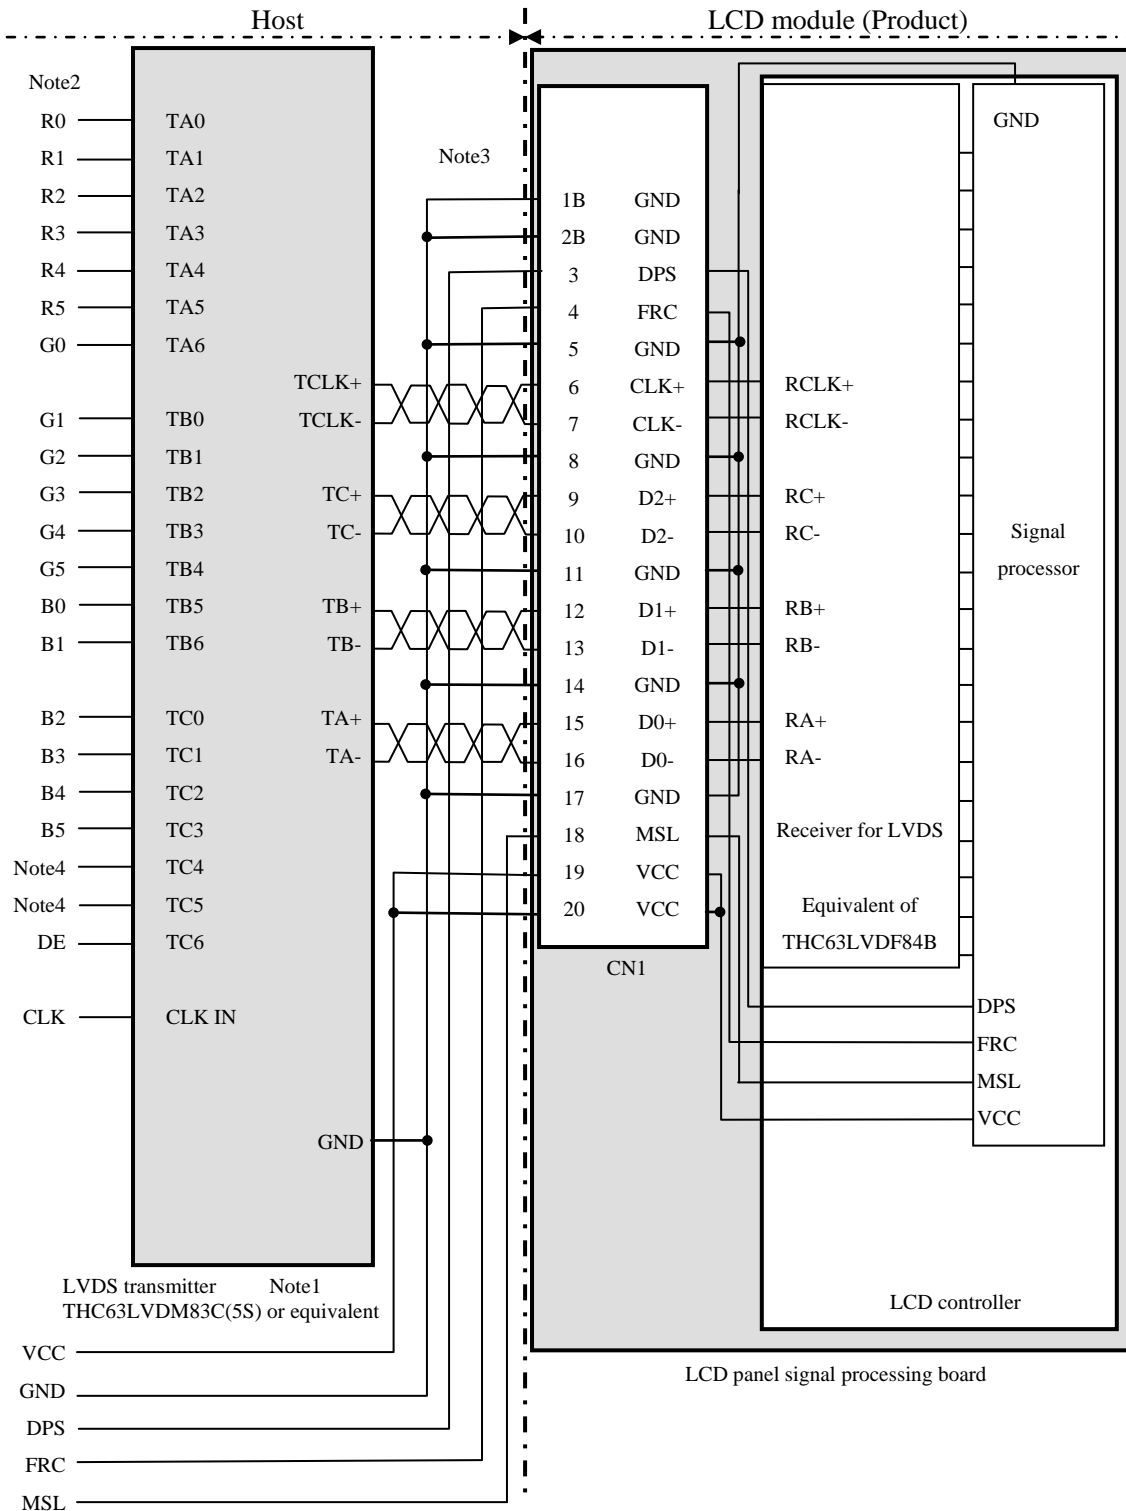 Host LCD module (Product)
Note2
R0 TA0
R1 TA1
R2 TA2
R3 TA3
R4 TA4
R5 TA5
G0 TA6
G1 TB0
G2 TB1
G3 TB2
G4 TB3
G5 TB4
B0 TB5
B1 TB6
B2 TC0
B3 TC1
B4 TC2
B5 TC3
Note4 TC4
Note4 TC5
DE TC6
CLK CLK IN
TCLK+
TCLK-
TC+
TC-
TB+
TB-
TA+
TA-
GND
LVDS transmitter Note1
THC63LVDM83C(5S) or equivalent
VCC
GND
DPS
FRC
MSL
Note3
1B GND
2B GND
3 DPS
4 FRC
5 GND
6 CLK+
7 CLK-
8 GND
9 D2+
10 D2-
11 GND
12 D1+
13 D1-
14 GND
15 D0+
16 D0-
17 GND
18 MSL
19 VCC
20 VCC
CN1
RCLK+
RCLK-
RC+
RC-
RB+
RB-
RA+
RA-
Receiver for LVDS
Equivalent of
THC63LVDF84B
GND
Signal
processor
DPS
FRC
MSL
VCC
LCD controller
LCD panel signal processing board